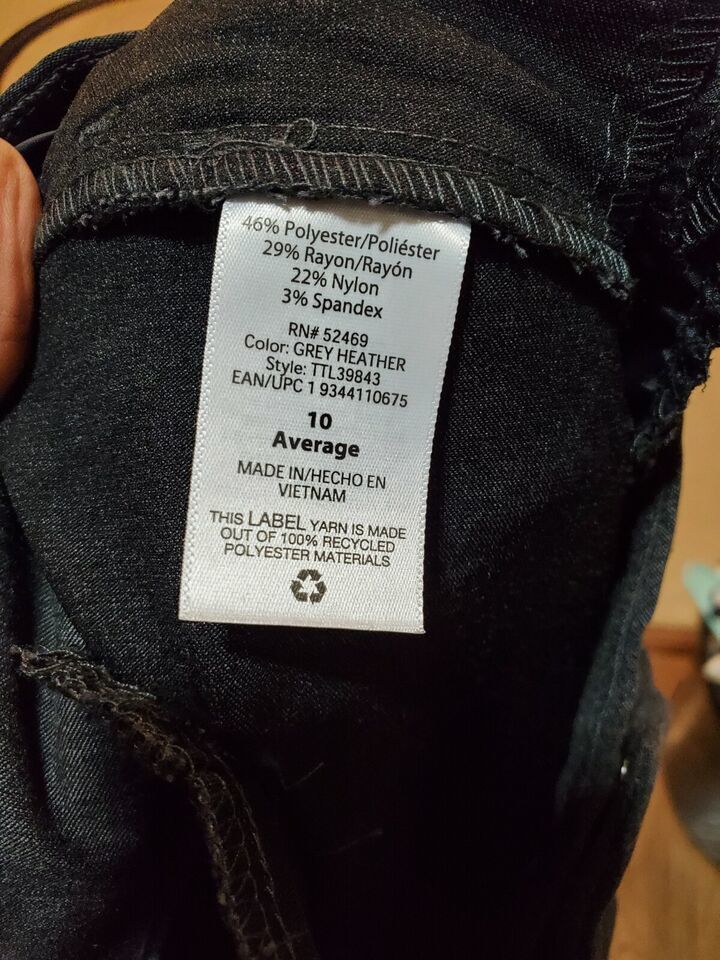 46% Polyester/Poliéster
29% Rayon/Rayón
22% Nylon
3% Spandex
RN# 52469
Color: GREY HEATHER
Style: TTL39843
EAN/UPC 1 9344110675
10
Average
MADE IN/HECHO EN
VIETNAM
THIS LABEL YARN IS MADE
OUT OF 100% RECYCLED
POLYESTER MATERIALS